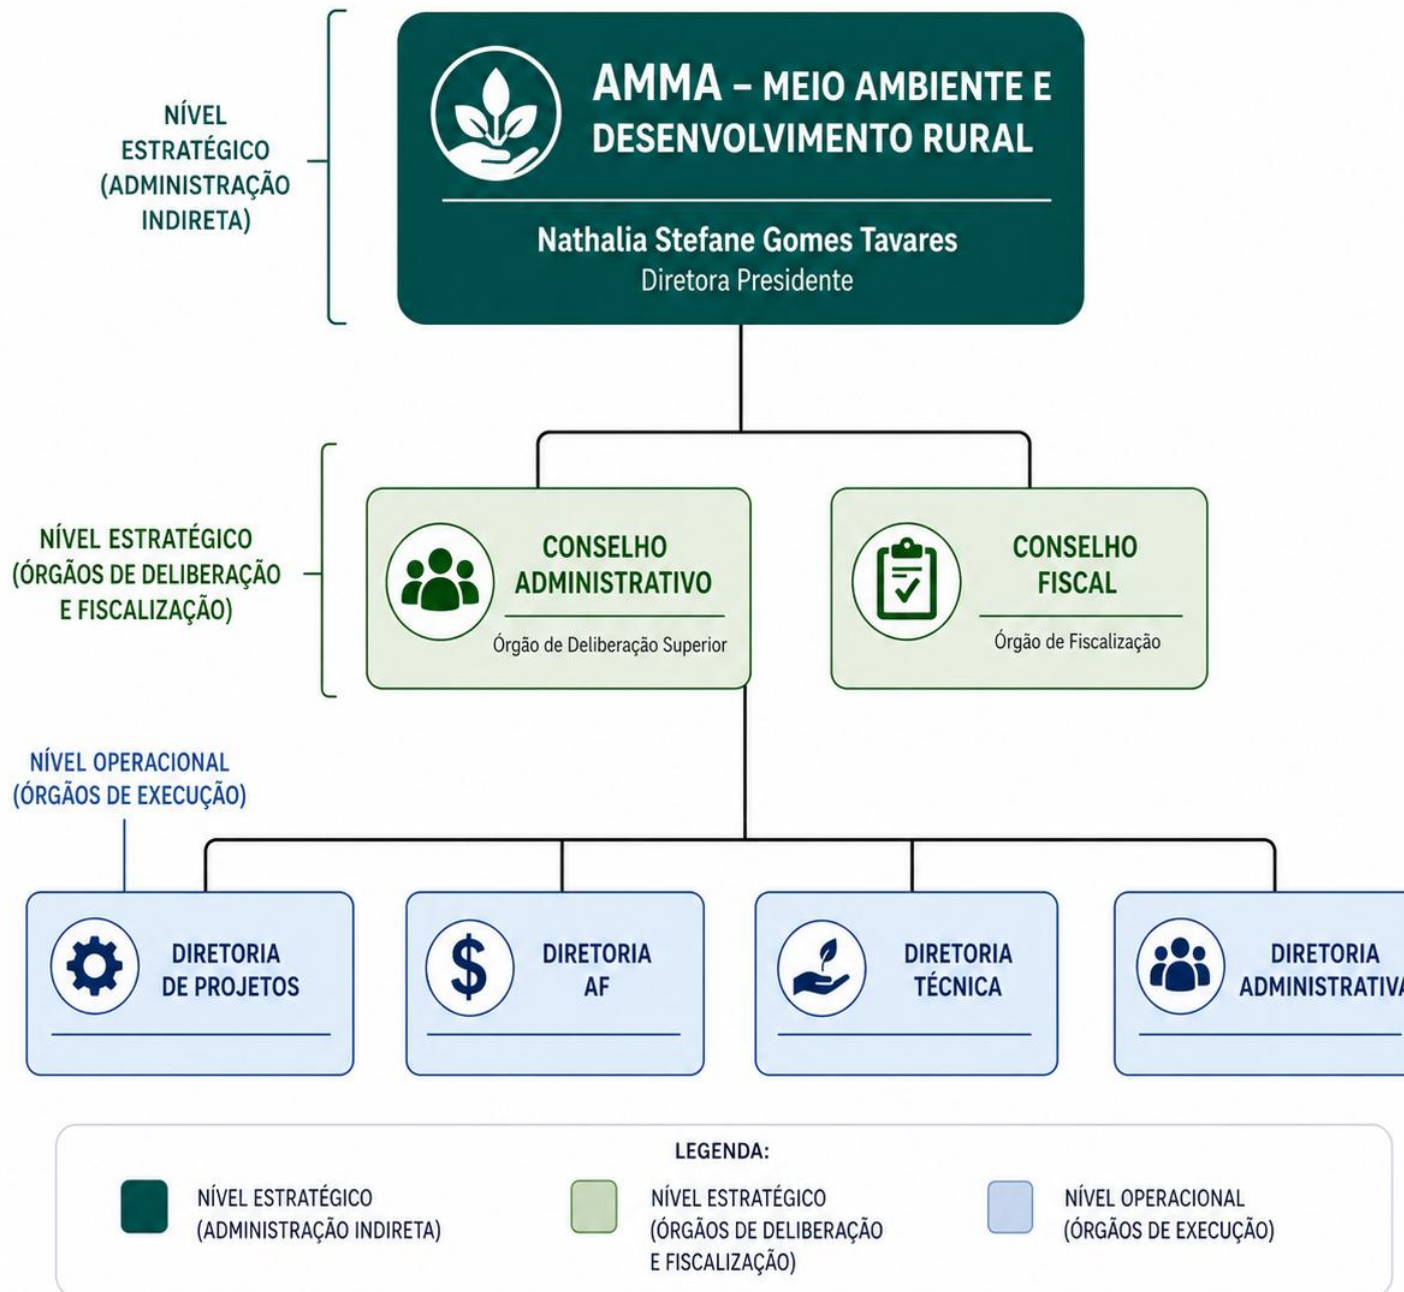 NÍVEL
ESTRATÉGICO
(ADMINISTRAÇÃO
INDIRETA)
AMMA – MEIO AMBIENTE E
DESENVOLVIMENTO RURAL
Nathalia Stefane Gomes Tavares
Diretora Presidente
NÍVEL ESTRATÉGICO
(ÓRGÃOS DE DELIBERAÇÃO
E FISCALIZAÇÃO)
CONSELHO
ADMINISTRATIVO
Órgão de Deliberação Superior
CONSELHO
FISCAL
Órgão de Fiscalização
NÍVEL OPERACIONAL
(ÓRGÃOS DE EXECUÇÃO)
DIRETORIA
DE PROJETOS
$
DIRETORIA
AF
DIRETORIA
TÉCNICA
DIRETORIA
ADMINISTRATIVA
LEGENDA:
NÍVEL ESTRATÉGICO
(ADMINISTRAÇÃO INDIRETA)
NÍVEL ESTRATÉGICO
(ÓRGÃOS DE DELIBERAÇÃO
E FISCALIZAÇÃO)
NÍVEL OPERACIONAL
(ÓRGÃOS DE EXECUÇÃO)